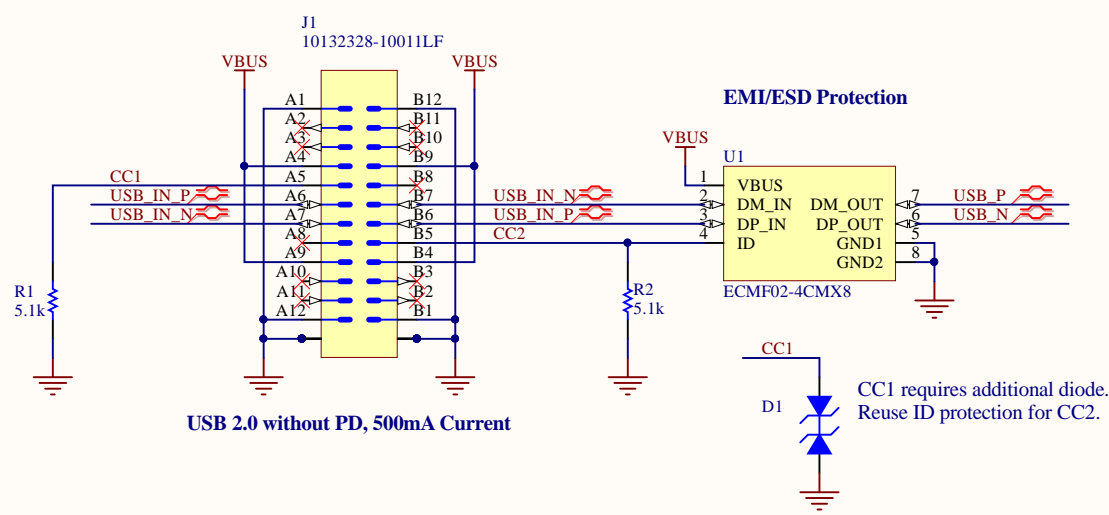 J1
10132328-10011LF
VBUS
VBUS
A1
A2
A3
A4
A5
A6
A7
A8
A9
A10
A11
A12
B12
B11
B10
B9
B8
B7
B6
B5
B4
B3
B2
B1
CC1
USB_IN_P
USB_IN_N
USB_IN_N
USB_IN_P
CC2
R1
5.1k
R2
5.1k
USB 2.0 without PD, 500mA Current
EMI/ESD Protection
VBUS
U1
1 VBUS
2 DM_IN
3 DP_IN
4 ID
DM_OUT 7
DP_OUT 6
GND1 5
GND2 8
USB_P
USB_N
ECMF02-4CMX8
CC1
D1
CC1 requires additional diode.
Reuse ID protection for CC2.